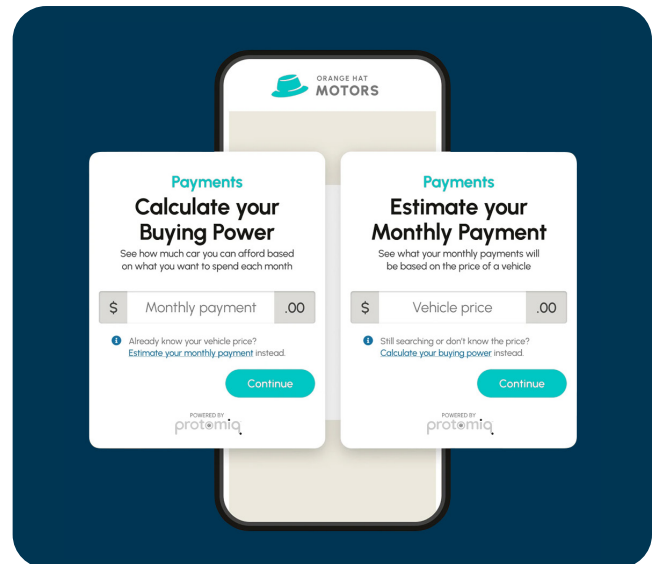 ORANGE HAT
MOTORS
Payments
Calculate your
Buying Power
See how much car you can afford based
on what you want to spend each month
$ Monthly payment .00
Already know your vehicle price?
Estimate your monthly payment instead.
Continue
POWERED BY
protomiq
Payments
Estimate your
Monthly Payment
See what your monthly payments will
be based on the price of a vehicle
$ Vehicle price .00
Still searching or don't know the price?
Calculate your buying power instead.
Continue
POWERED BY
protomiq